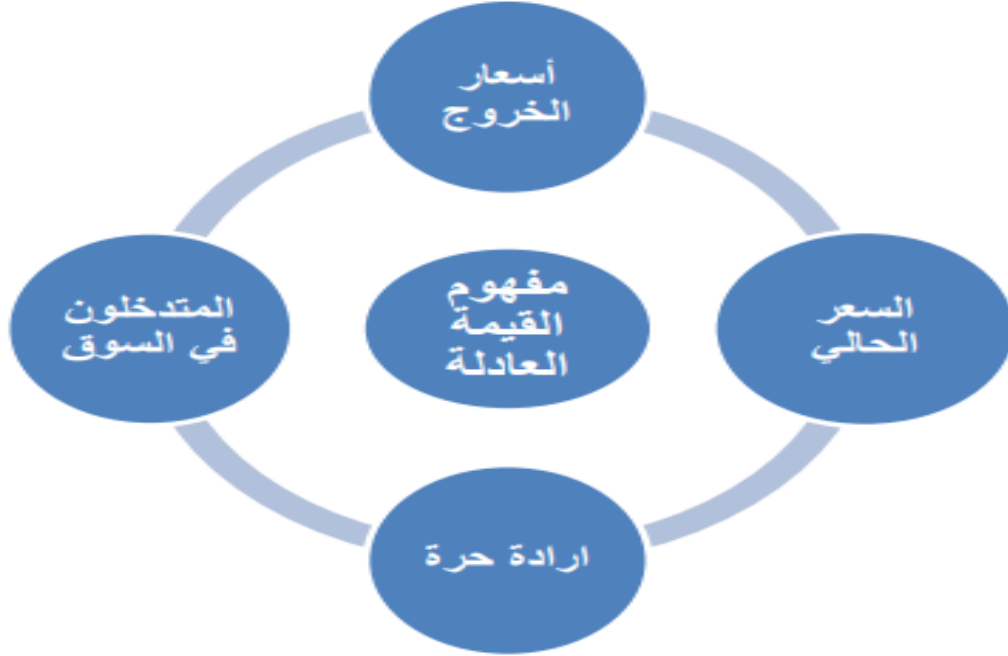 أسعار
الخروج
السعر
الحالي
مفهوم
القيمة
العادلة
المتدخلون
في السوق
ارادة حرة